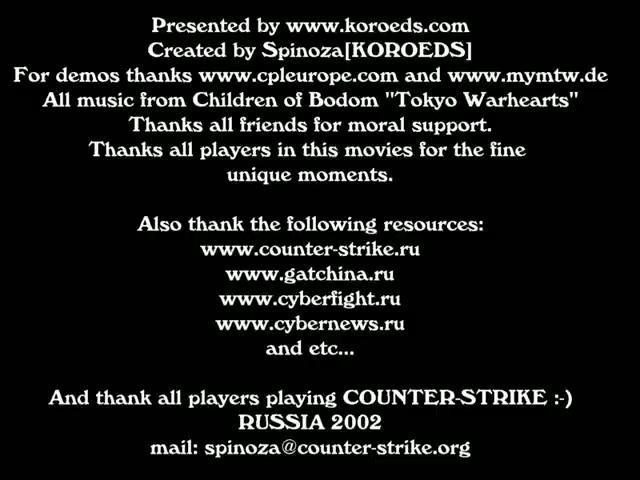 Presented by www.koroeds.com
Created by Spinoza[KOROEDS]
For demos thanks www.cpleurope.com and www.mymtw.de
All music from Children of Bodom "Tokyo Warhearts"
Thanks all friends for moral support.
Thanks all players in this movies for the fine
unique moments.
Also thank the following resources:
www.counter-strike.ru
www.gatchina.ru
www.cyberfight.ru
www.cybernews.ru
and etc...
And thank all players playing COUNTER-STRIKE :-)
RUSSIA 2002
mail: spinoza@counter-strike.org